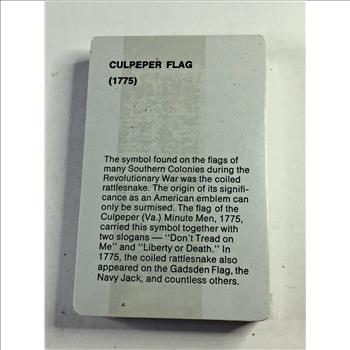 CULPEPER FLAG
(1775)
The symbol found on the flags of
many Southern Colonies during the
Revolutionary War was the coiled
rattlesnake. The origin of its signifi-
cance as an American emblem can
only be surmised. The flag of the
Culpeper (Va.) Minute Men, 1775,
carried this symbol together with
two slogans — "Don't Tread on
Me" and "Liberty or Death." In
1775, the coiled rattlesnake also
appeared on the Gadsden Flag, the
Navy Jack, and countless others.